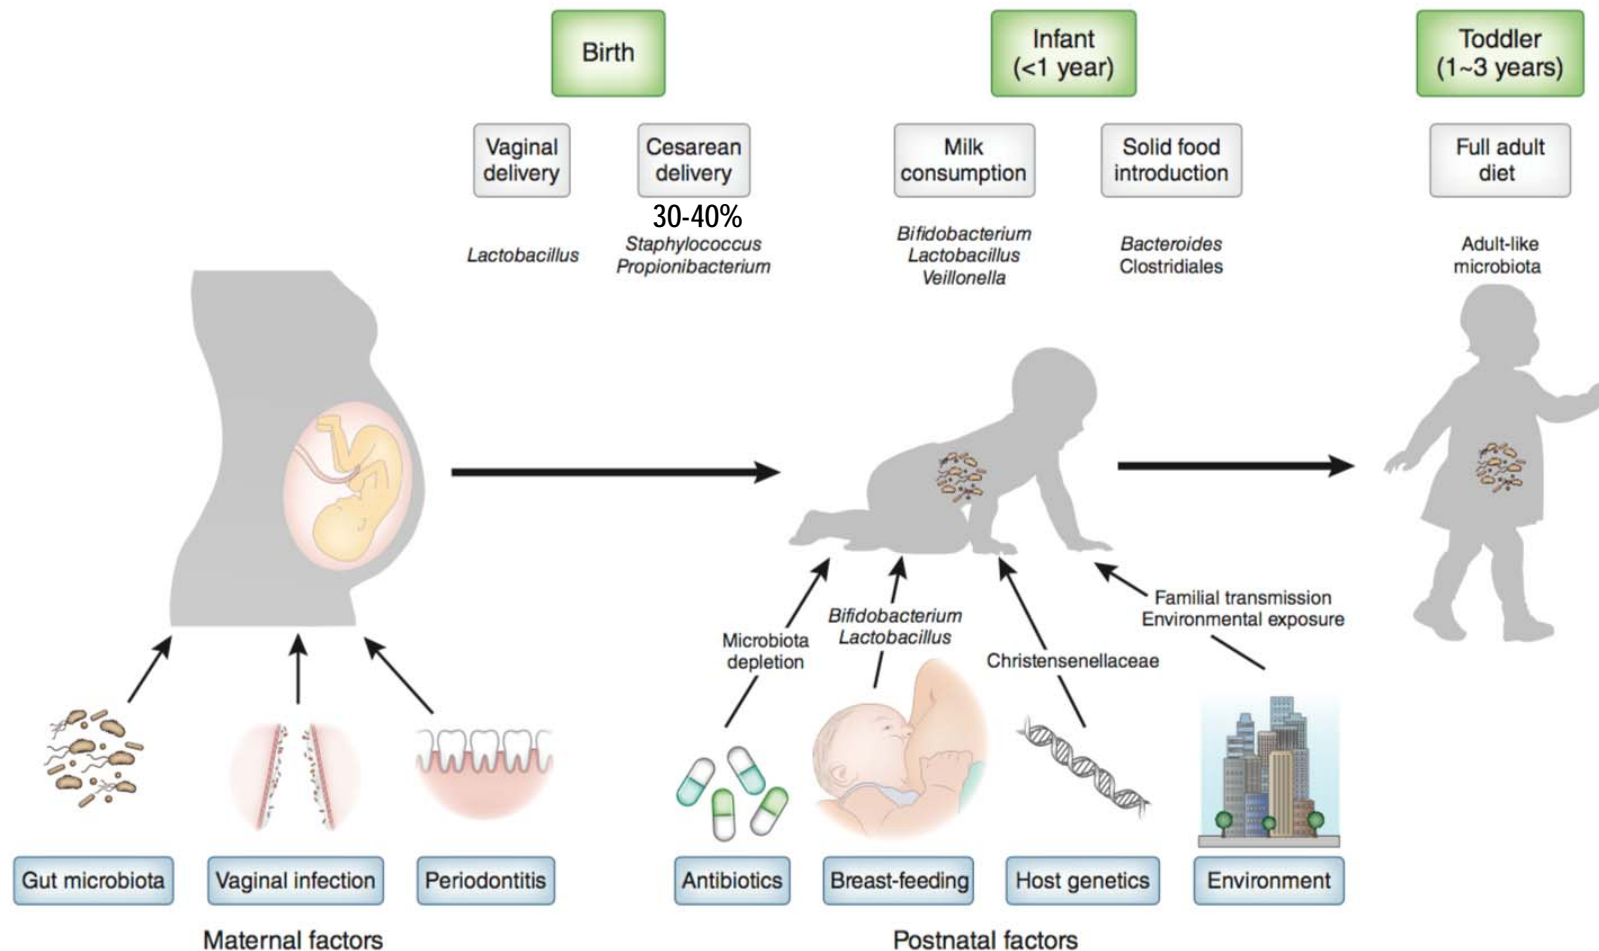 Birth
Infant
(<1 year)
Toddler
(1~3 years)
Vaginal
delivery
Cesarean
delivery
Milk
consumption
Solid food
introduction
Full adult
diet
30-40%
Lactobacillus
Staphylococcus
Propionibacterium
Bifidobacterium
Lactobacillus
Veillonella
Bacteroides
Clostridiales
Adult-like
microbiota
Microbiota
depletion
Bifidobacterium
Lactobacillus
Christensenellaceae
Familial transmission
Environmental exposure
Gut microbiota
Vaginal infection
Periodontitis
Antibiotics
Breast-feeding
Host genetics
Environment
Maternal factors
Postnatal factors